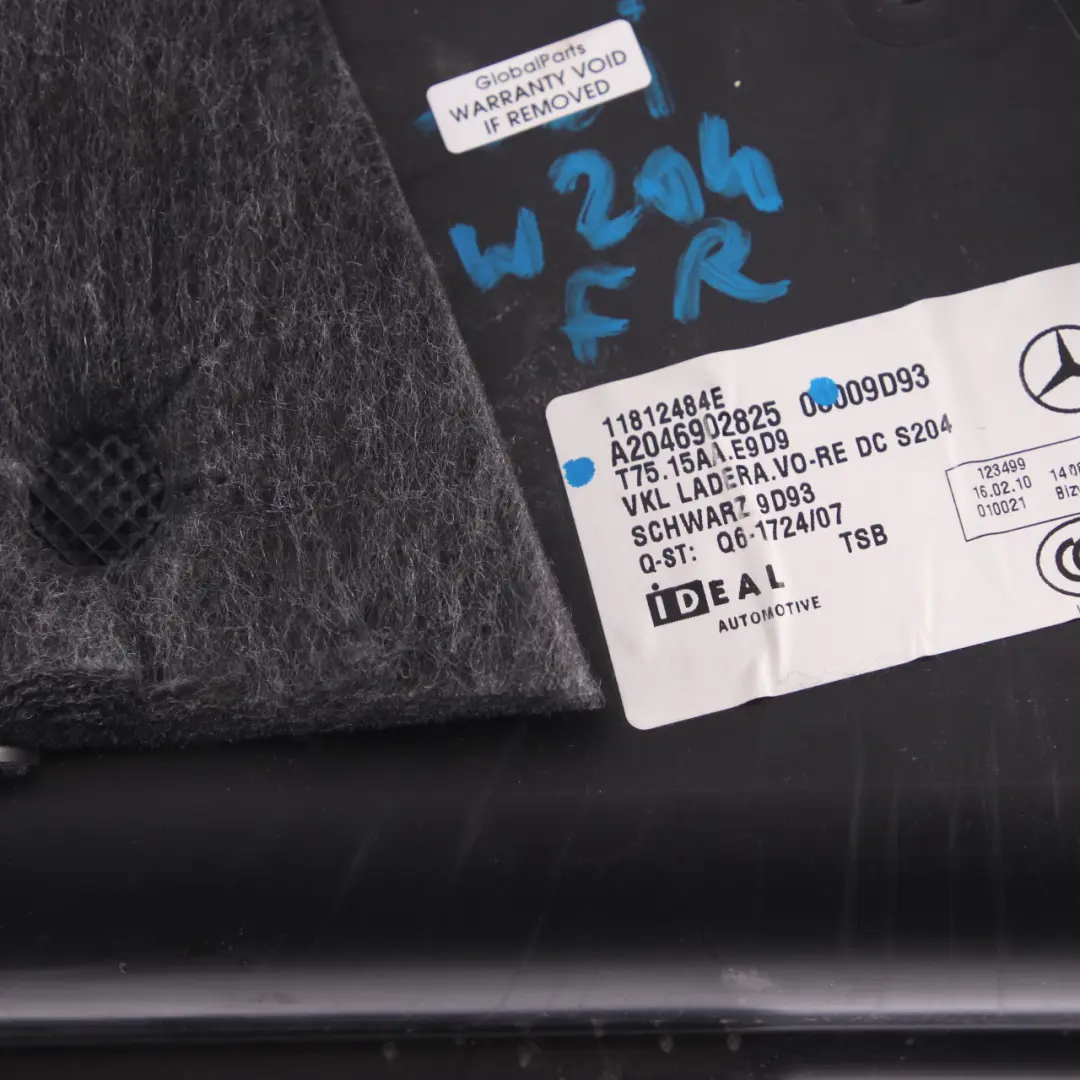 GlobalParts
WARRANTY VOID
IF REMOVED
W204
FR
11812484E
A2046902825 00009D93
T75.15AA.E9D9
VKL LADERA.VO-RE DC S204
SCHWARZ 9D93
Q-ST: Q6-1724/07
TSB
iDEAL
AUTOMOTIVE
123499
16.02.10
010021